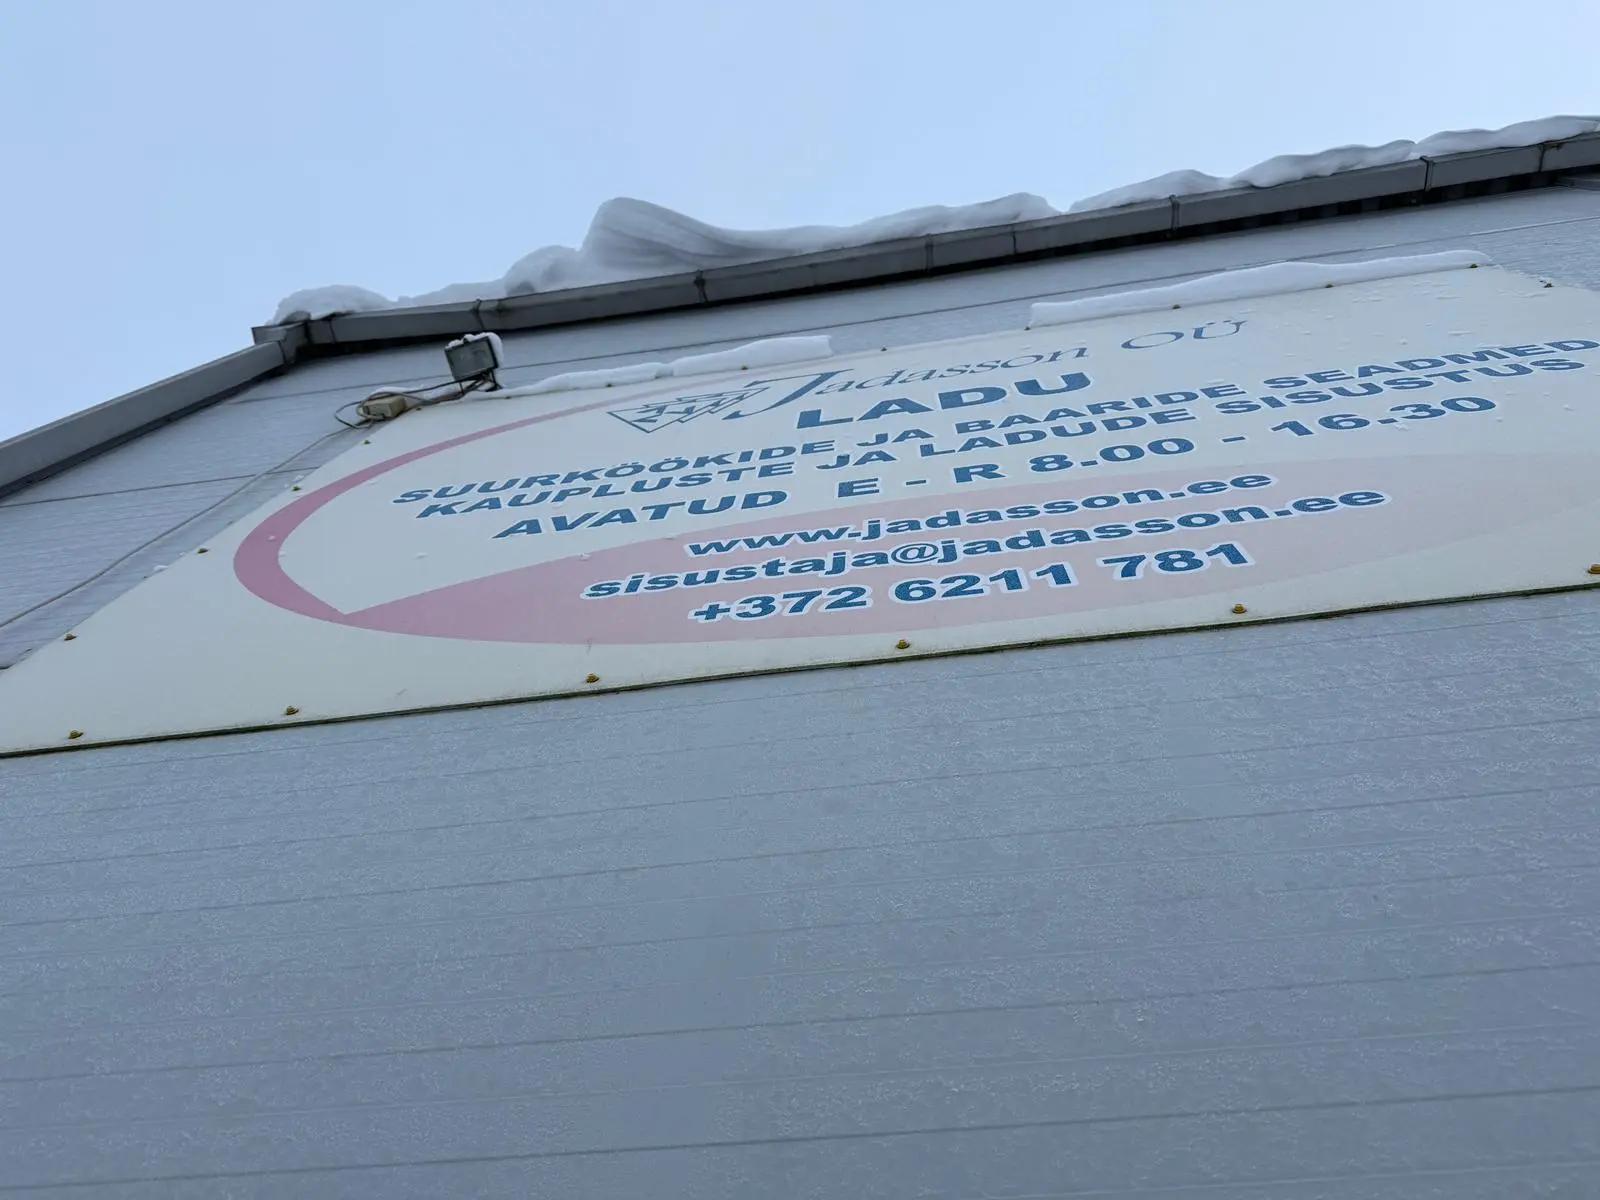 Jadasson OÜ
LADU
SUURKÖÖKIDE JA BAARIDE SEADMED
KAUPLUSTE JA LADUDE SISUSTUS
AVATUD E - R 8.00 - 16.30
www.jadasson.ee
sisustaja@jadasson.ee
+372 6211 781